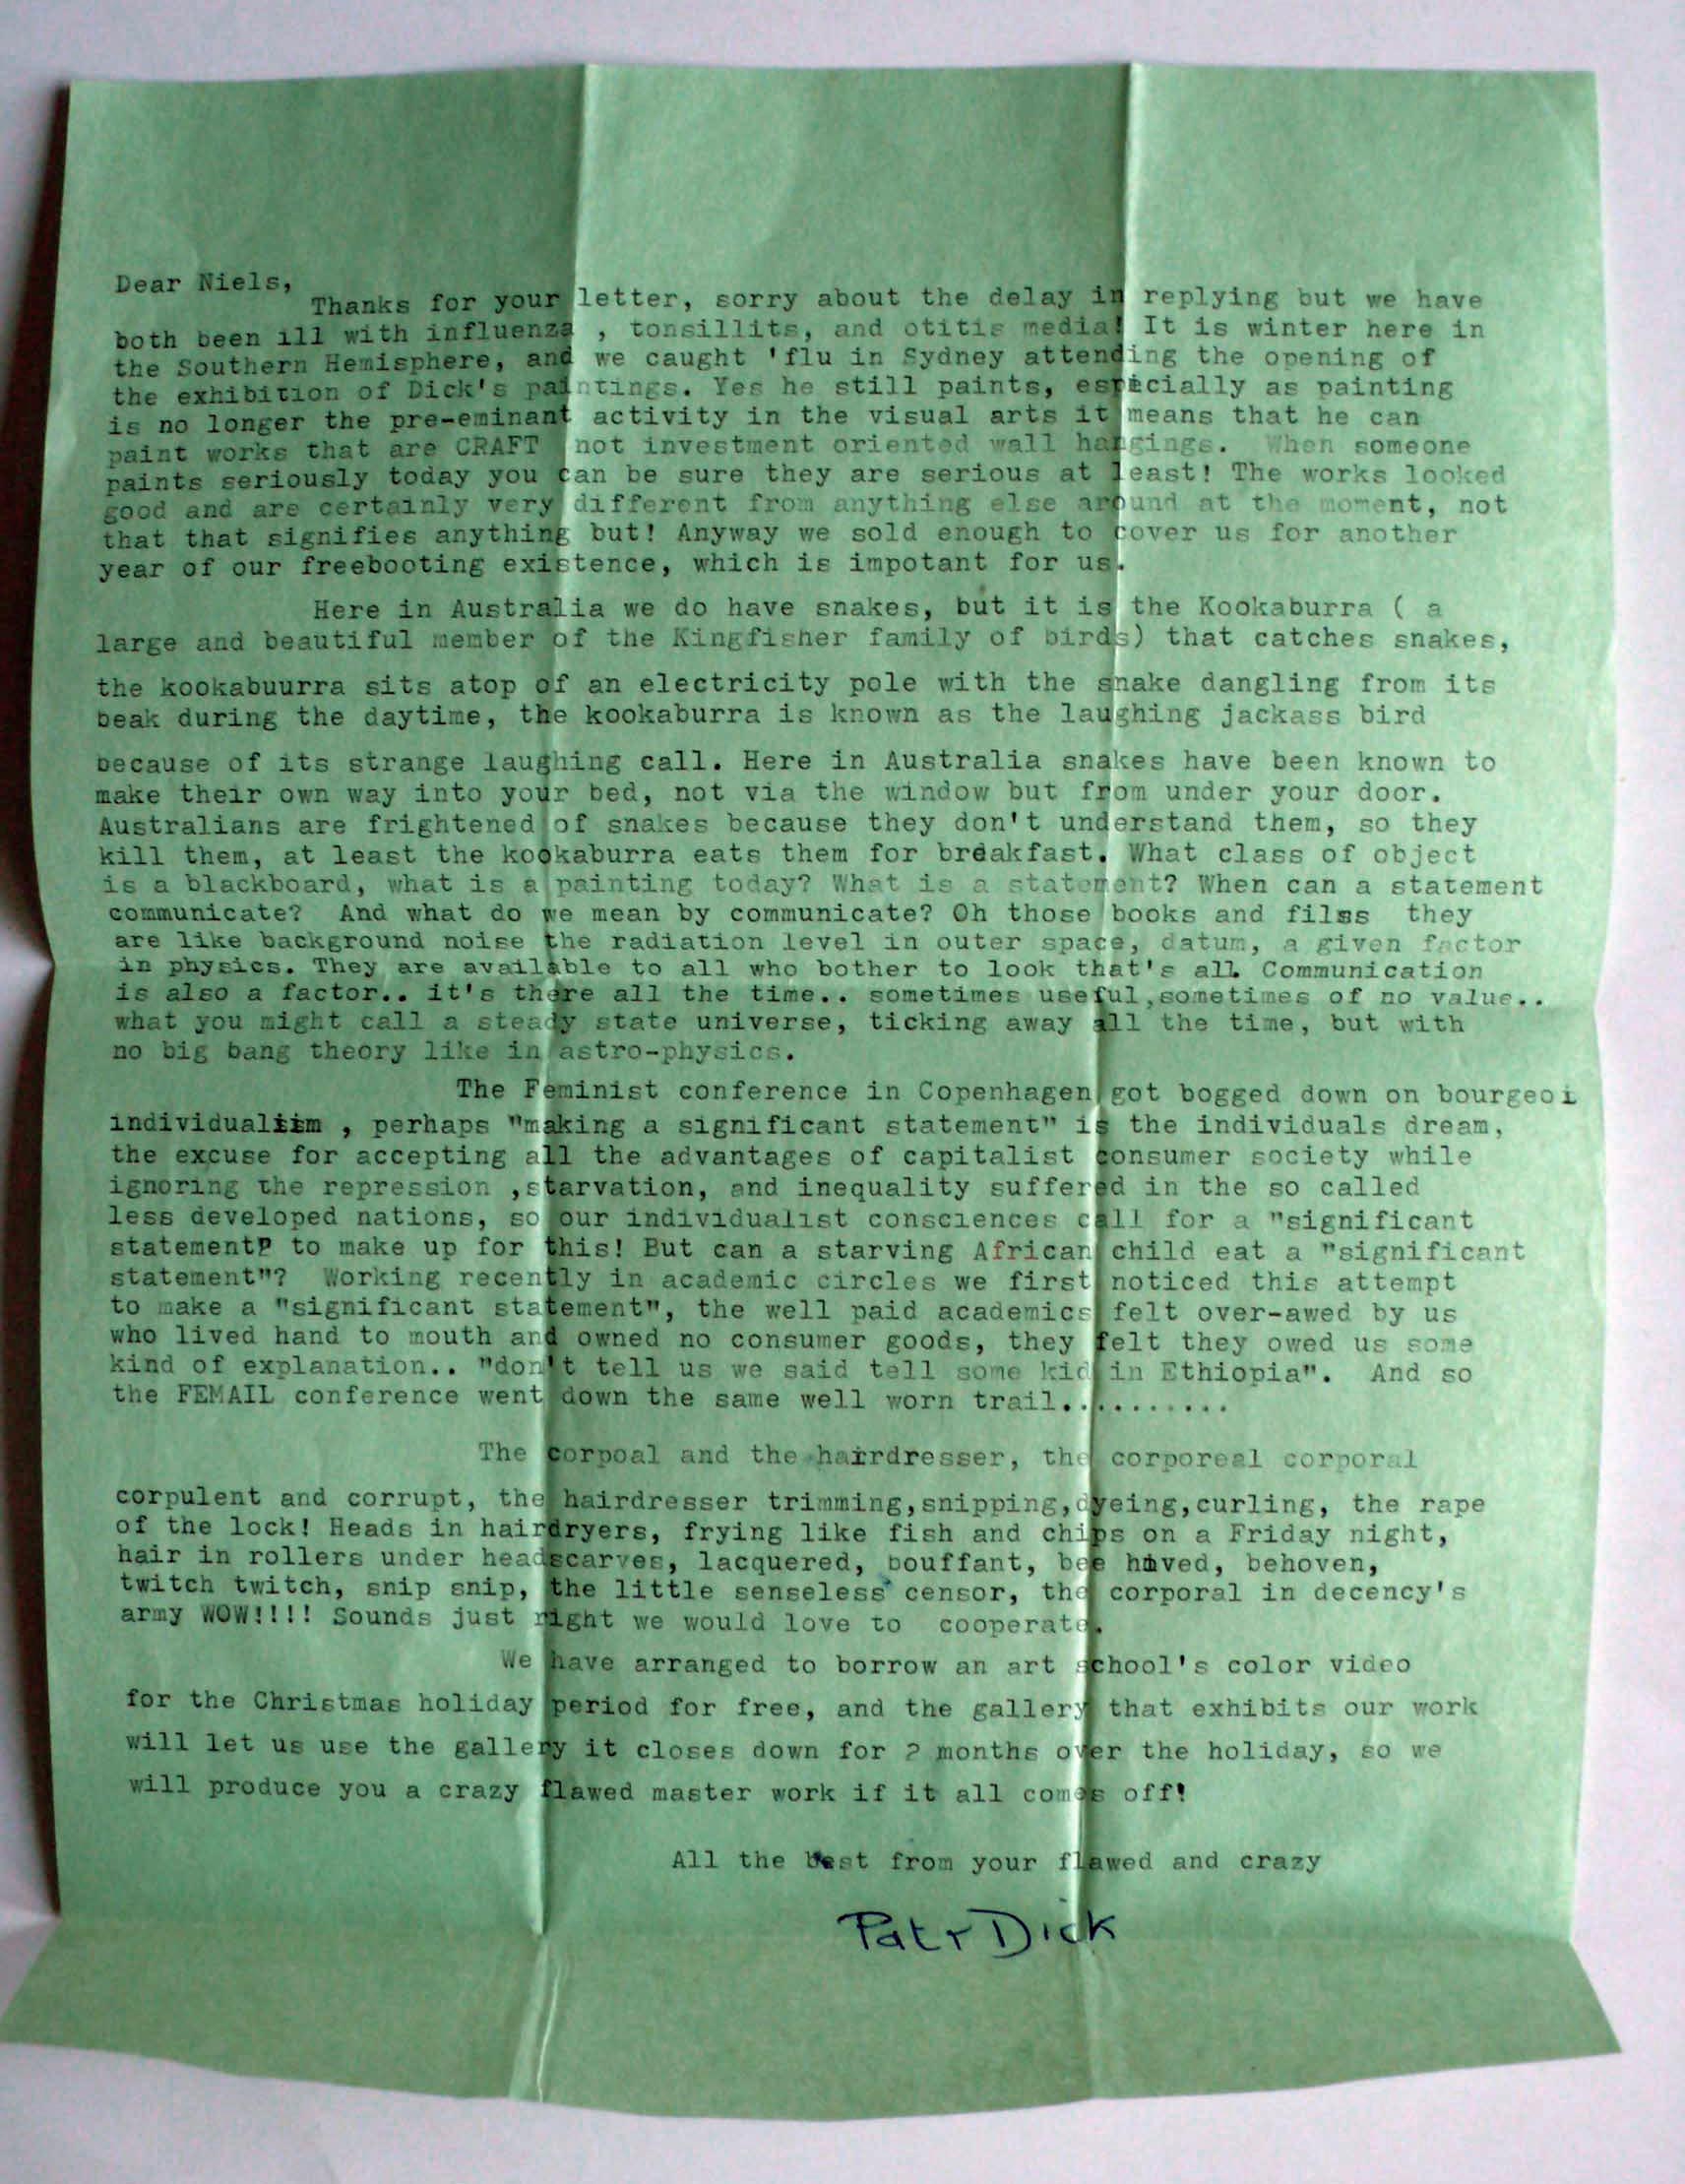 Dear Niels,
Thanks for your letter, sorry about the delay in replying but we have
both been ill with influenza , tonsillits, and otitis media! It is winter here in
the Southern Hemisphere, and we caught 'flu in Sydney attending the opening of
the exhibition of Dick's paintings. Yes he still paints, especially as painting
is no longer the pre-eminant activity in the visual arts it means that he can
paint works that are CRAFT not investment oriented wall hangings. When someone
paints seriously today you can be sure they are serious at least! The works looked
good and are certainly very different from anything else around at the moment, not
that that signifies anything but! Anyway we sold enough to cover us for another
year of our freebooting existence, which is impotant for us.
Here in Australia we do have snakes, but it is the Kookaburra ( a
large and beautiful member of the Kingfisher family of birds) that catches snakes,
the kookabuurra sits atop of an electricity pole with the snake dangling from its
beak during the daytime, the kookaburra is known as the laughing jackass bird
because of its strange laughing call. Here in Australia snakes have been known to
make their own way into your bed, not via the window but from under your door.
Australians are frightened of snakes because they don't understand them, so they
kill them, at least the kookaburra eats them for breakfast. What class of object
is a blackboard, what is a painting today? What is a statement? When can a statement
communicate? And what do we mean by communicate? Oh those books and filss they
are like background noise the radiation level in outer space, datum, a given factor
in physics. They are available to all who bother to look that's all. Communication
is also a factor.. it's there all the time.. sometimes useful,sometimes of no value..
what you might call a steady state universe, ticking away all the time, but with
no big bang theory like in astro-physics.
The Feminist conference in Copenhagen got bogged down on bourgeoi
individualiim , perhaps "making a significant statement" is the individuals dream,
the excuse for accepting all the advantages of capitalist consumer society while
ignoring the repression ,starvation, and inequality suffered in the so called
less developed nations, so our individualist consciences call for a "significant
statementP to make up for this! But can a starving African child eat a "significant
statement"? Working recently in academic circles we first noticed this attempt
to make a "significant statement", the well paid academics felt over-awed by us
who lived hand to mouth and owned no consumer goods, they felt they owed us some
kind of explanation.. "don't tell us we said tell some kid in Ethiopia". And so
the FEMAIL conference went down the same well worn trail...........
The corpoal and the hairdresser, the corporeal corporal
corpulent and corrupt, the hairdresser trimming,snipping,dyeing,curling, the rape
of the lock! Heads in hairdryers, frying like fish and chips on a Friday night,
hair in rollers under headscarves, lacquered, bouffant, bee haved, behoven,
twitch twitch, snip snip, the little senseless censor, the corporal in decency's
army WOW!!!! Sounds just right we would love to cooperate.
We have arranged to borrow an art school's color video
for the Christmas holiday period for free, and the gallery that exhibits our work
will let us use the gallery it closes down for 2 months over the holiday, so we
will produce you a crazy flawed master work if it all comes off!
All the best from your flawed and crazy
Pat + Dick